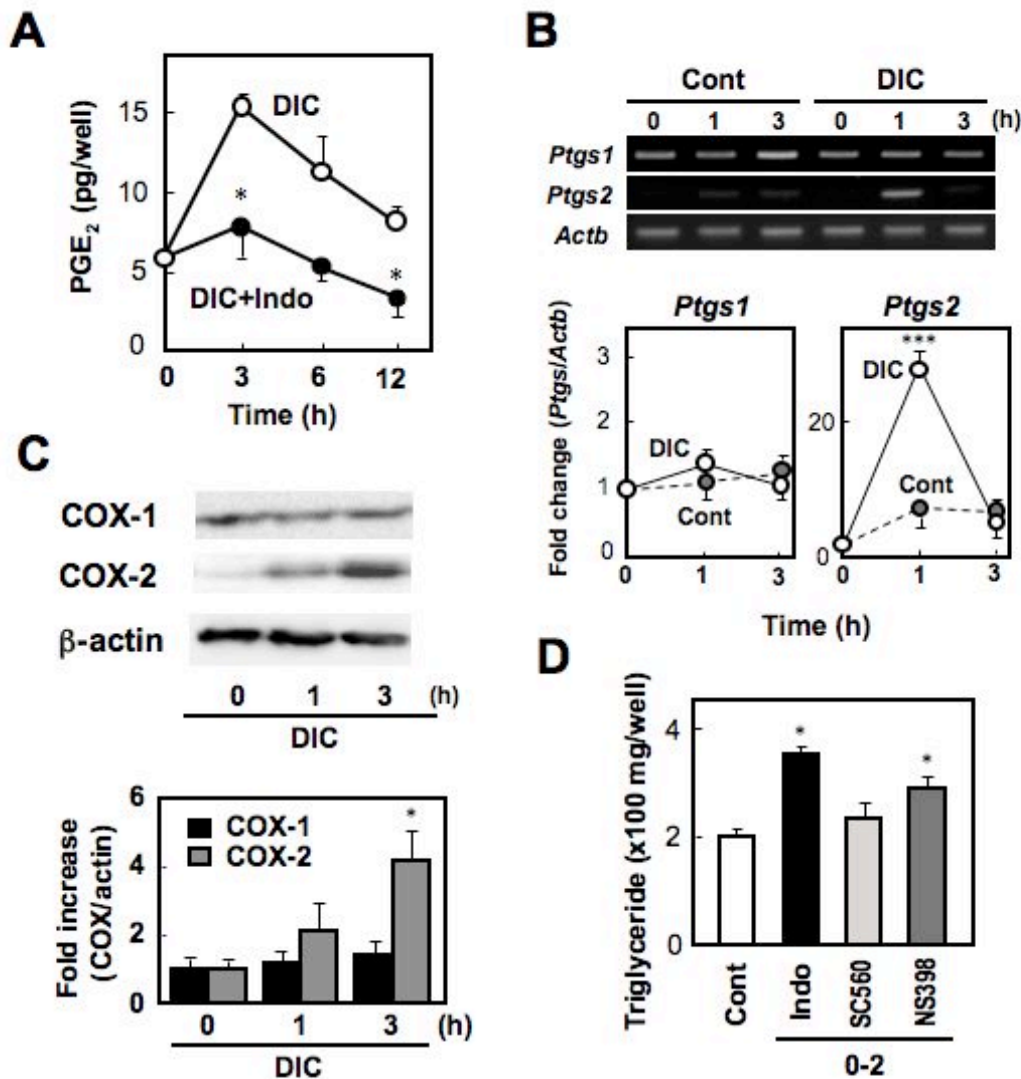 A
PGE₂ (pg/well)
15
10
5
0
DIC
*
*
DIC+Indo
0 3 6 12
Time (h)
B
Cont DIC
0 1 3 0 1 3 (h)
Ptgs1
Ptgs2
Actb
Fold change (Ptgs/Actb)
Ptgs1
3
2
1
0
DIC
Cont
0 1 3
Ptgs2
***
20
0
DIC
Cont
0 1 3
Time (h)
C
COX-1
COX-2
β-actin
0 1 3 (h)
DIC
Fold increase
(COX/actin)
6
4
2
0
COX-1
COX-2
*
0 1 3 (h)
DIC
D
Triglyceride (x100 mg/well)
4
2
0
*
*
Cont Indo SC560 NS398
0-2